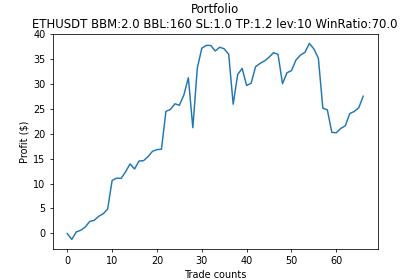 Portfolio
ETHUSDT BBM:2.0 BBL:160 SL:1.0 TP:1.2 lev:10 WinRatio:70.0
40
35
30
25
20
15
10
5
0
Profit ($)
0 10 20 30 40 50 60
Trade counts